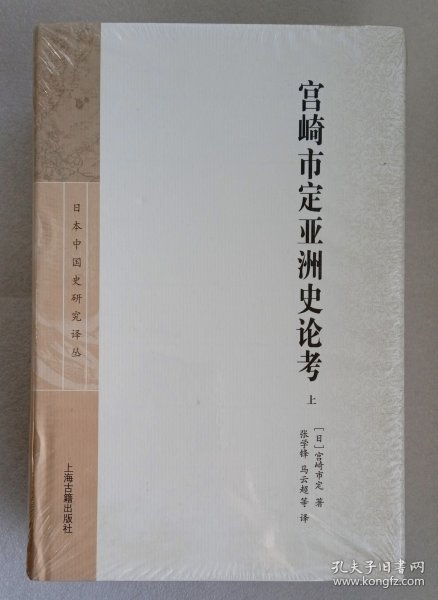 宫崎市定亚洲史论考
上
［日］宫崎市定 著
张学锋 马云超等 译
日本中国史研究译丛
上海古籍出版社
孔夫子旧书网
www.kongfz.com